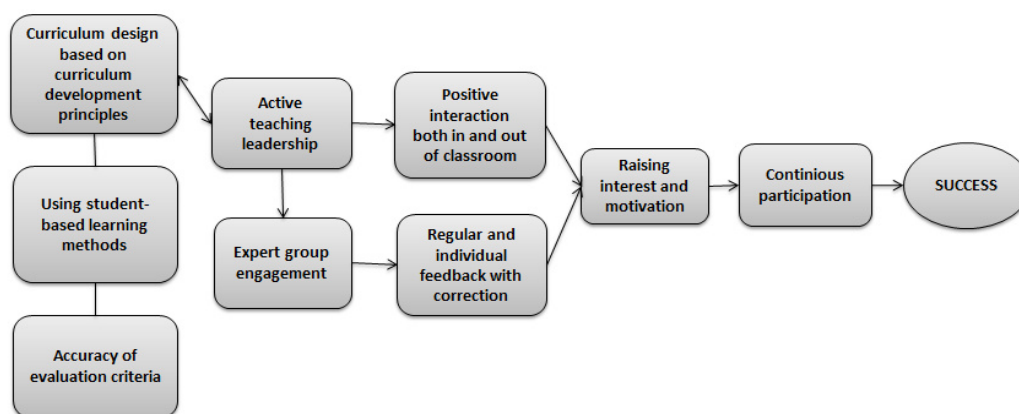 Curriculum design
based on
curriculum
development
principles
Using student-
based learning
methods
Accuracy of
evaluation criteria
Active
teaching
leadership
Expert group
engagement
Positive
interaction
both in and out
of classroom
Regular and
individual
feedback with
correction
Raising
interest and
motivation
Continious
participation
SUCCESS